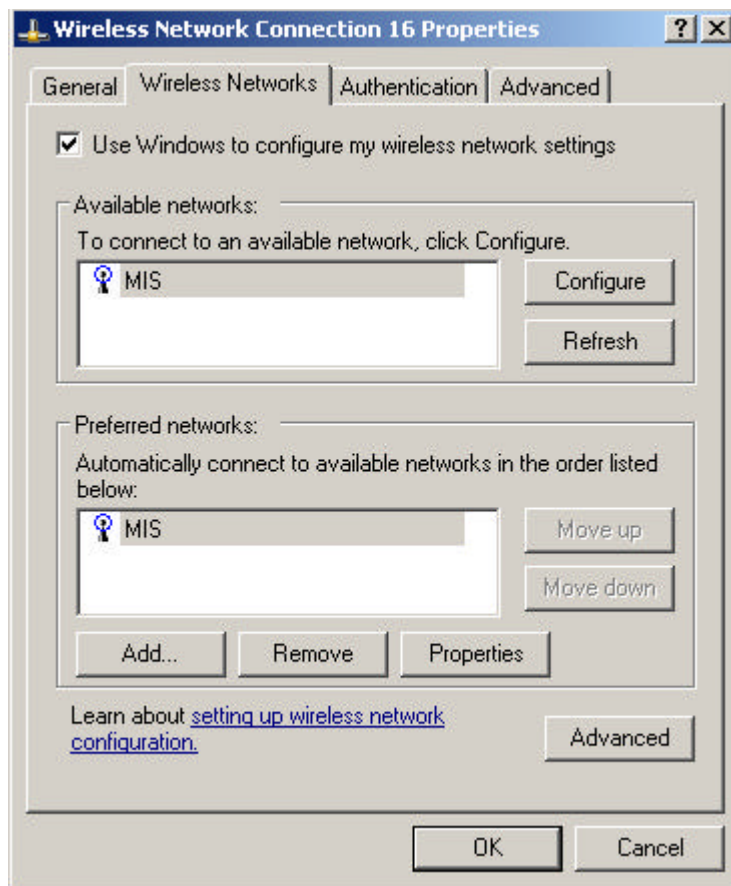 Wireless Network Connection 16 Properties
General Wireless Networks Authentication Advanced
Use Windows to configure my wireless network settings
Available networks:
To connect to an available network, click Configure.
MIS
Configure
Refresh
Preferred networks:
Automatically connect to available networks in the order listed
below:
MIS
Move up
Move down
Add... Remove Properties
Learn about setting up wireless network
configuration.
Advanced
OK Cancel